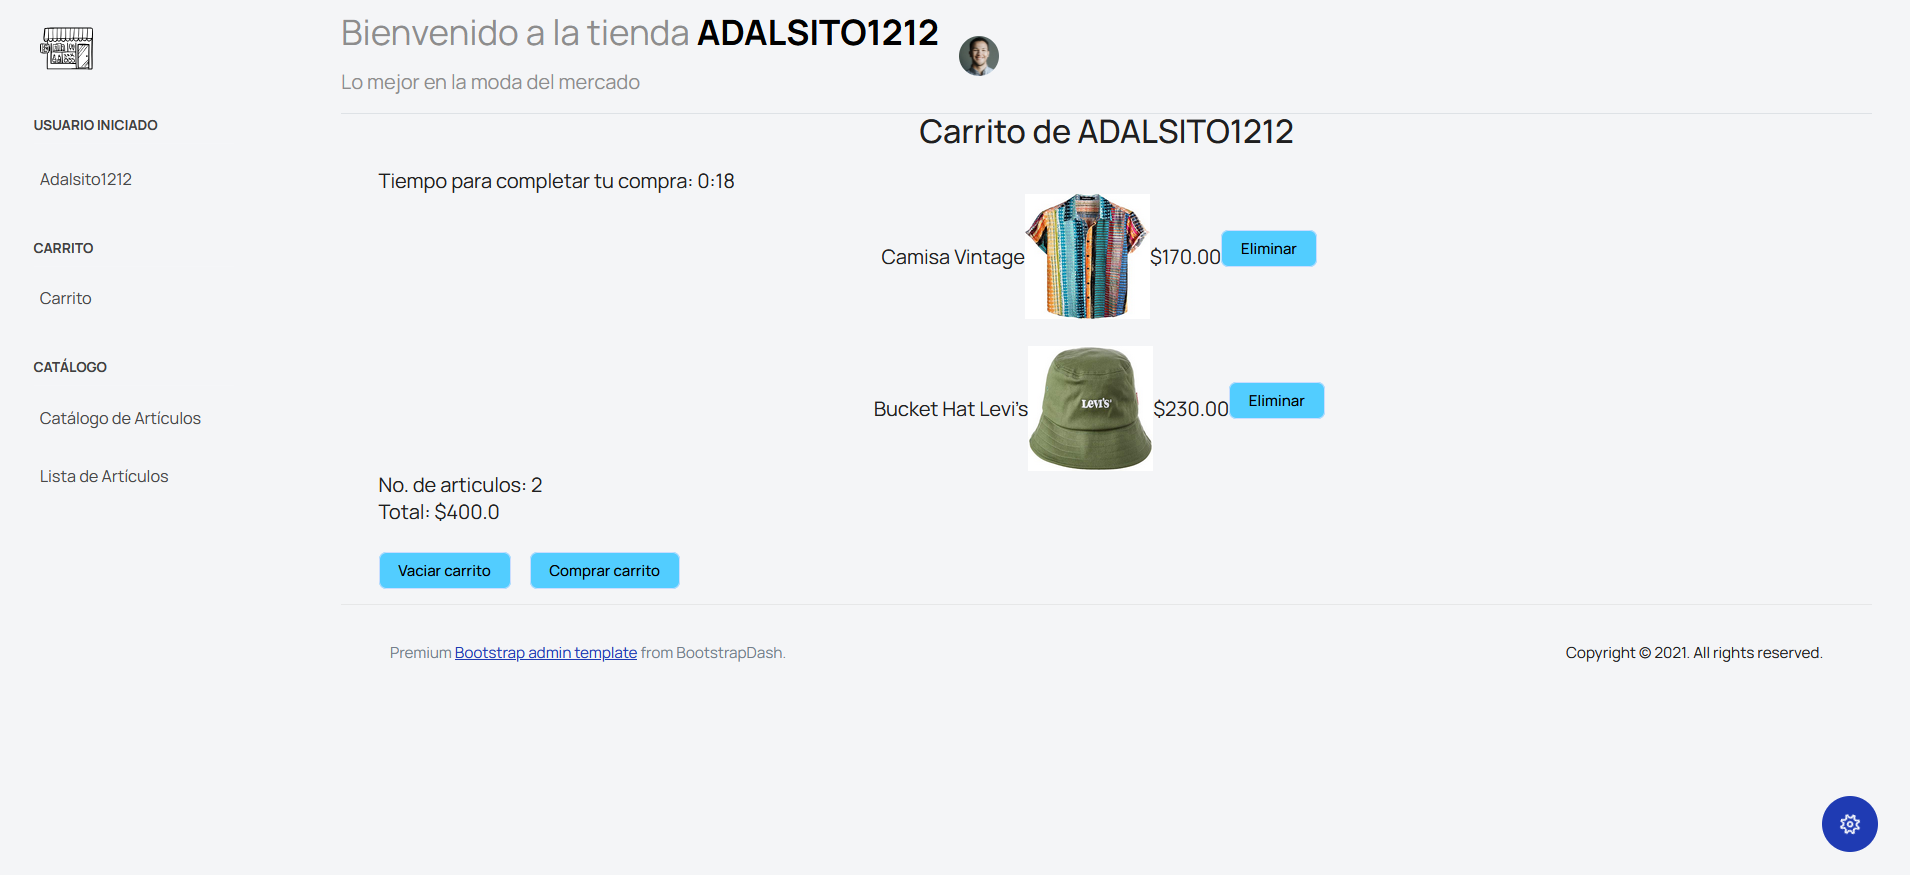 Bienvenido a la tienda ADALSITO1212
Lo mejor en la moda del mercado
USUARIO INICIADO
Adalsito1212
CARRITO
Carrito
CATÁLOGO
Catálogo de Artículos
Lista de Artículos
Carrito de ADALSITO1212
Tiempo para completar tu compra: 0:18
Camisa Vintage $170.00 Eliminar
Bucket Hat Levi's Levi's $230.00 Eliminar
No. de articulos: 2
Total: $400.0
Vaciar carrito Comprar carrito
Premium Bootstrap admin template from BootstrapDash. Copyright © 2021. All rights reserved.